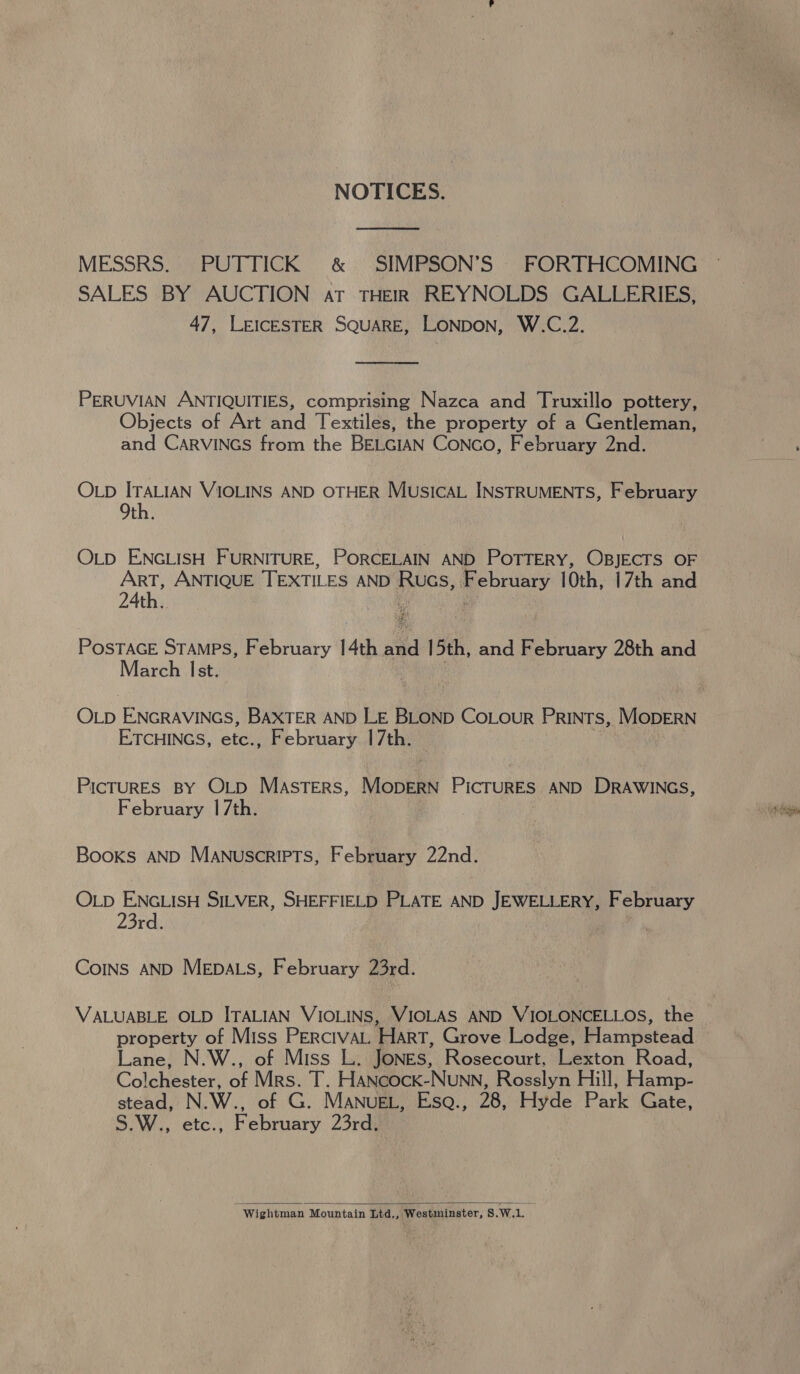 NOTICES.
MESSRS. PUTTICK & SIMPSON'S FORTHCOMING
SALES BY AUCTION AT THEIR REYNOLDS GALLERIES,
47, LEICESTER SQUARE, LONDON, W.C.2.
PERUVIAN ANTIQUITIES, comprising Nazca and Truxillo pottery,
Objects of Art and Textiles, the property of a Gentleman,
and CARVINGS from the BELGIAN CONGO, February 2nd.
OLD ITALIAN VIOLINS AND OTHER MUSICAL INSTRUMENTS, February
9th.
OLD ENGLISH FURNITURE, PORCELAIN AND POTTERY, OBJECTS OF
ART, ANTIQUE TEXTILES AND RUGS, February 10th, 17th and
24th.
POSTAGE STAMPS, February 14th and 15th, and February 28th and
March 1st.
OLD ENGRAVINGS, BAXTER AND LE BLOND COLOUR PRINTS, MODERN
ETCHINGS, etc., February 17th.
PICTURES BY OLD MASTERS, MODERN PICTURES AND DRAWINGS,
February 17th.
BOOKS AND MANUSCRIPTS, February 22nd.
OLD ENGLISH SILVER, SHEFFIELD PLATE AND JEWELLERY, February
23rd.
COINS AND MEDALS, February 23rd.
VALUABLE OLD ITALIAN VIOLINS, VIOLAS AND VIOLONCELLOS, the
property of MISS PERCIVAL HART, Grove Lodge, Hampstead
Lane, N.W., of Miss L. JONES, Rosecourt, Lexton Road,
Colchester, of Mrs. T. HANCOCK-NUNN, Rosslyn Hill, Hamp-
stead, N.W., of G. MANUEL, ESQ., 28, Hyde Park Gate,
S.W., etc., February 23rd.
Wightman Mountain Ltd., Westminster, S.W.1.